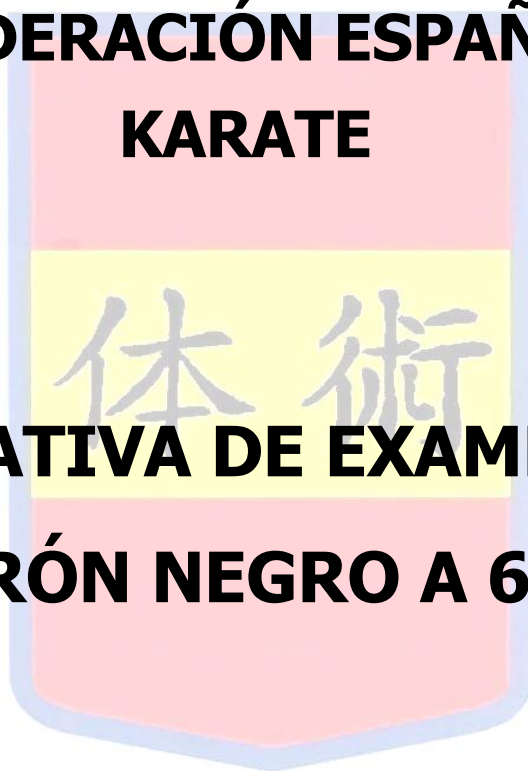 DERACIÓN ESPAÑ
KARATE
体術
ATIVA DE EXAM
RÓN NEGRO A 6